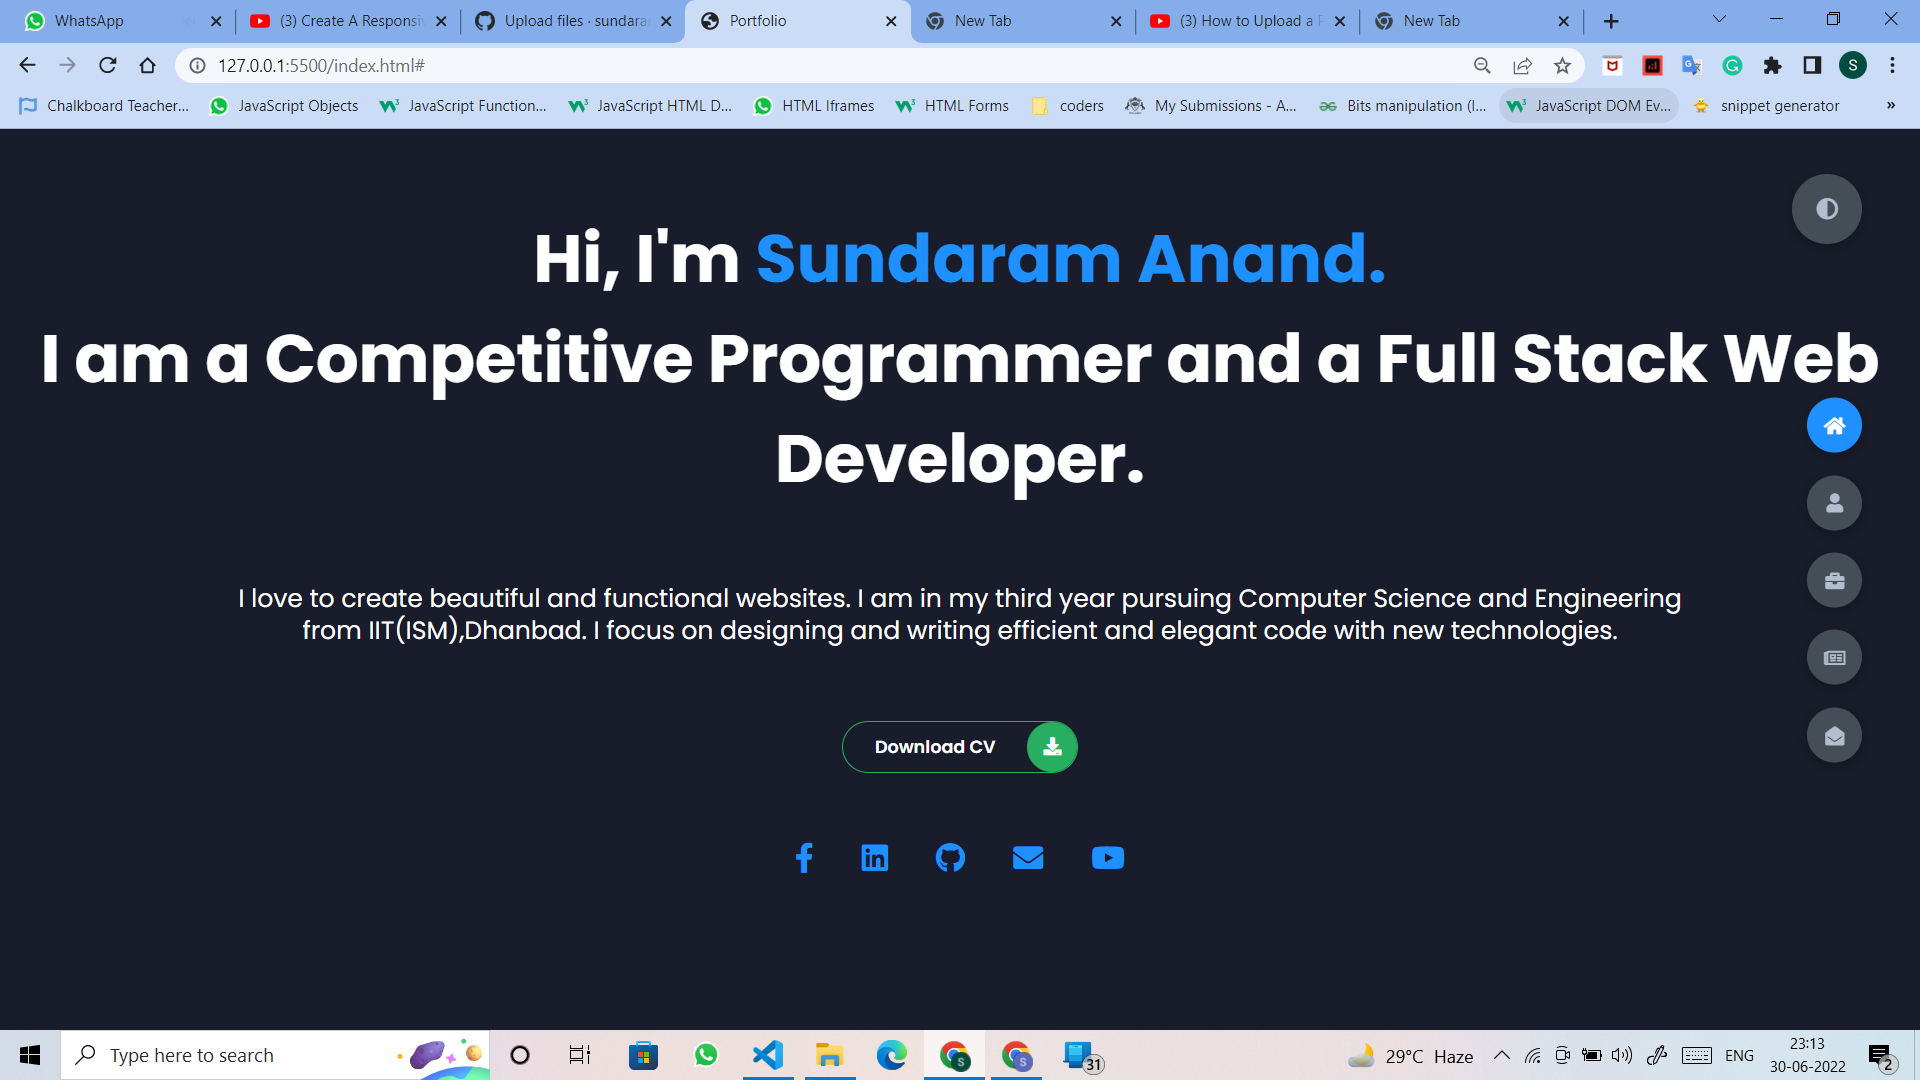 WhatsApp
(3) Create A Responsiv
Upload files · sundarar
Portfolio
New Tab
(3) How to Upload a P
New Tab
127.0.0.1:5500/index.html#
S
Chalkboard Teacher...
JavaScript Objects
JavaScript Function...
JavaScript HTML D...
HTML Iframes
HTML Forms
coders
My Submissions - A...
Bits manipulation (I...
JavaScript DOM Ev...
snippet generator
»
Hi, I'm Sundaram Anand.
I am a Competitive Programmer and a Full Stack Web
Developer.
I love to create beautiful and functional websites. I am in my third year pursuing Computer Science and Engineering
from IIT(ISM),Dhanbad. I focus on designing and writing efficient and elegant code with new technologies.
Download CV
Type here to search
S
S
31
29°C Haze
ENG
23:13
30-06-2022
2